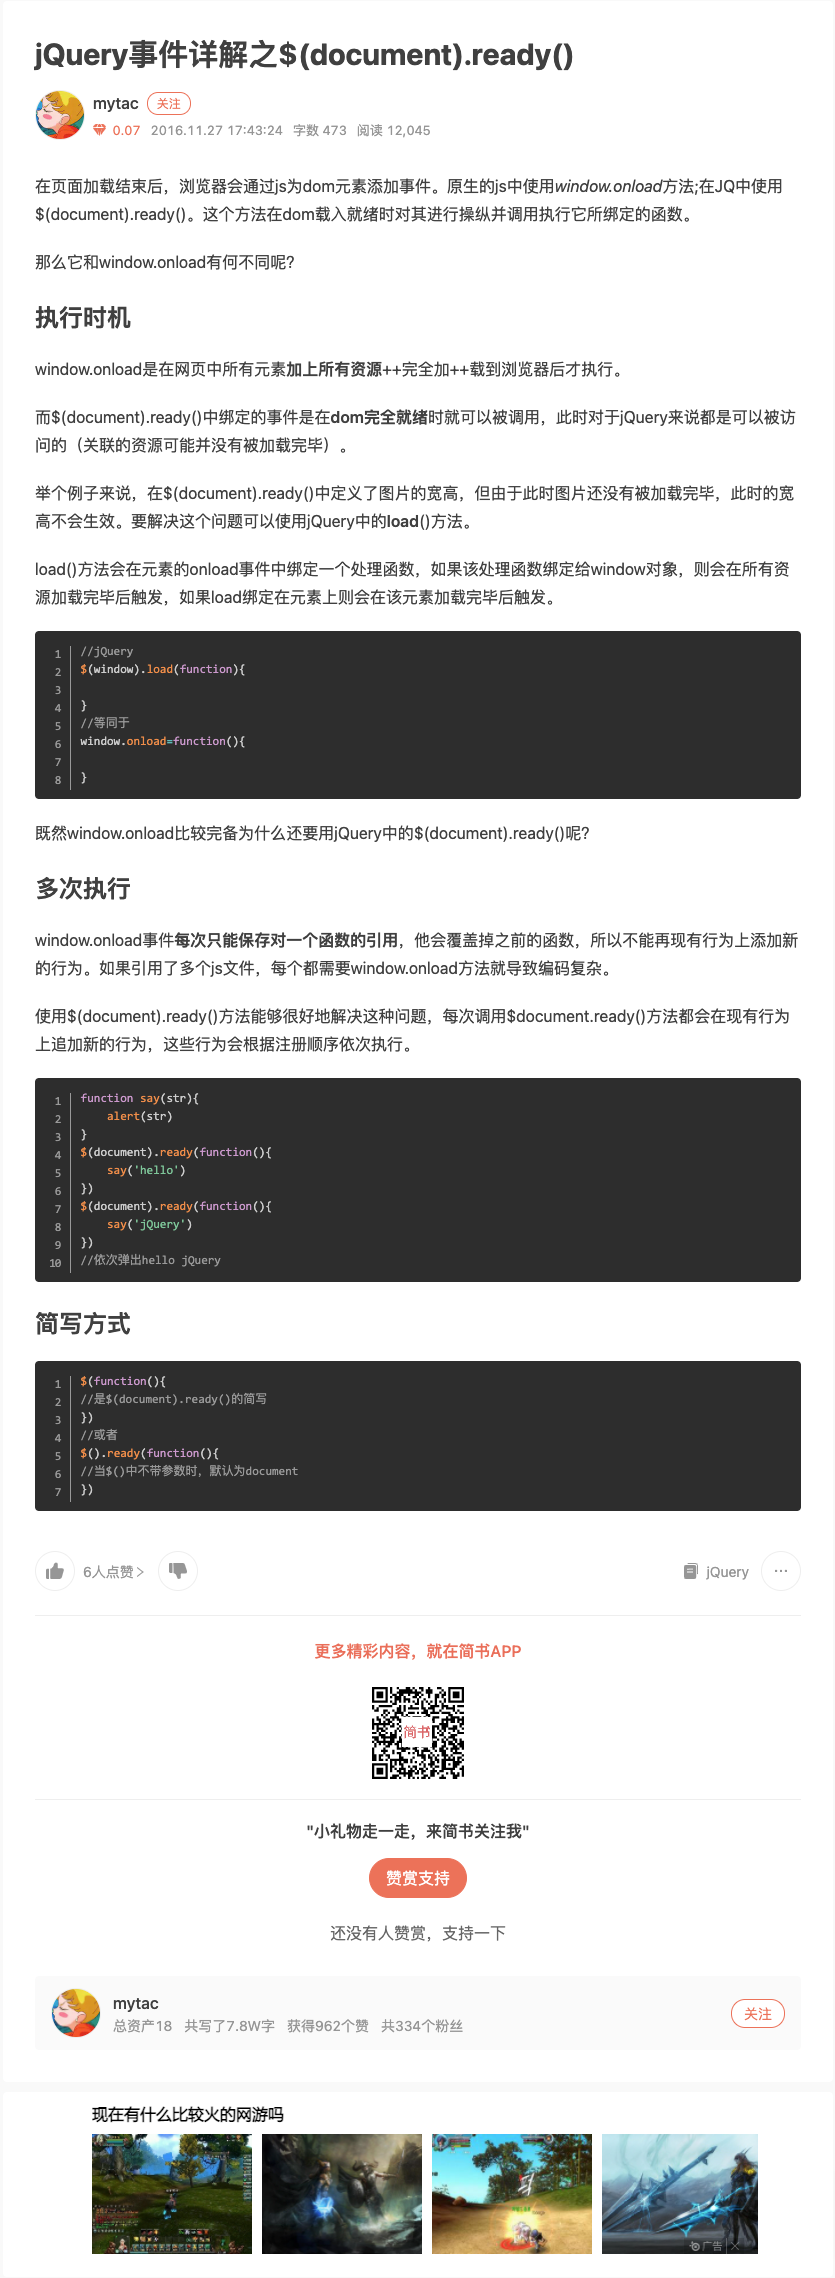 jQuery事件详解之$(document).ready()
mytac 关注
0.07 2016.11.27 17:43:24 字数 473 阅读 12,045
在页面加载结束后，浏览器会通过js为dom元素添加事件。原生的js中使用window.onload方法;在JQ中使用
$(document).ready()。这个方法在dom载入就绪时对其进行操纵并调用执行它所绑定的函数。
那么它和window.onload有何不同呢?
执行时机
window.onload是在网页中所有元素加上所有资源++完全加++载到浏览器后才执行。
而$(document).ready()中绑定的事件是在dom完全就绪时就可以被调用，此时对于jQuery来说都是可以被访
问的（关联的资源可能并没有被加载完毕）。
举个例子来说，在$(document).ready()中定义了图片的宽高，但由于此时图片还没有被加载完毕，此时的宽
高不会生效。要解决这个问题可以使用jQuery中的load()方法。
load()方法会在元素的onload事件中绑定一个处理函数，如果该处理函数绑定给window对象，则会在所有资
源加载完毕后触发，如果load绑定在元素上则会在该元素加载完毕后触发。
1 //jQuery
2 $(window).load(function){
3
4 }
5 //等同于
6 window.onload=function(){
7
8 }
既然window.onload比较完备为什么还要用jQuery中的$(document).ready()呢?
多次执行
window.onload事件每次只能保存对一个函数的引用，他会覆盖掉之前的函数，所以不能再现有行为上添加新
的行为。如果引用了多个js文件，每个都需要window.onload方法就导致编码复杂。
使用$(document).ready()方法能够很好地解决这种问题，每次调用$document.ready()方法都会在现有行为
上追加新的行为，这些行为会根据注册顺序依次执行。
1 function say(str){
2 alert(str)
3 }
4 $(document).ready(function(){
5 say('hello')
6 })
7 $(document).ready(function(){
8 say('jQuery')
9 })
10 //依次弹出hello jQuery
简写方式
1 $(function(){
2 //是$(document).ready()的简写
3 })
4 //或者
5 $().ready(function(){
6 //当$()中不带参数时，默认为document
7 })
6人点赞 > jQuery ...
更多精彩内容，就在简书APP
简书
"小礼物走一走，来简书关注我"
赞赏支持
还没有人赞赏，支持一下
mytac
总资产18 共写了7.8W字 获得962个赞 共334个粉丝
关注
现在有什么比较火的网游吗
广告